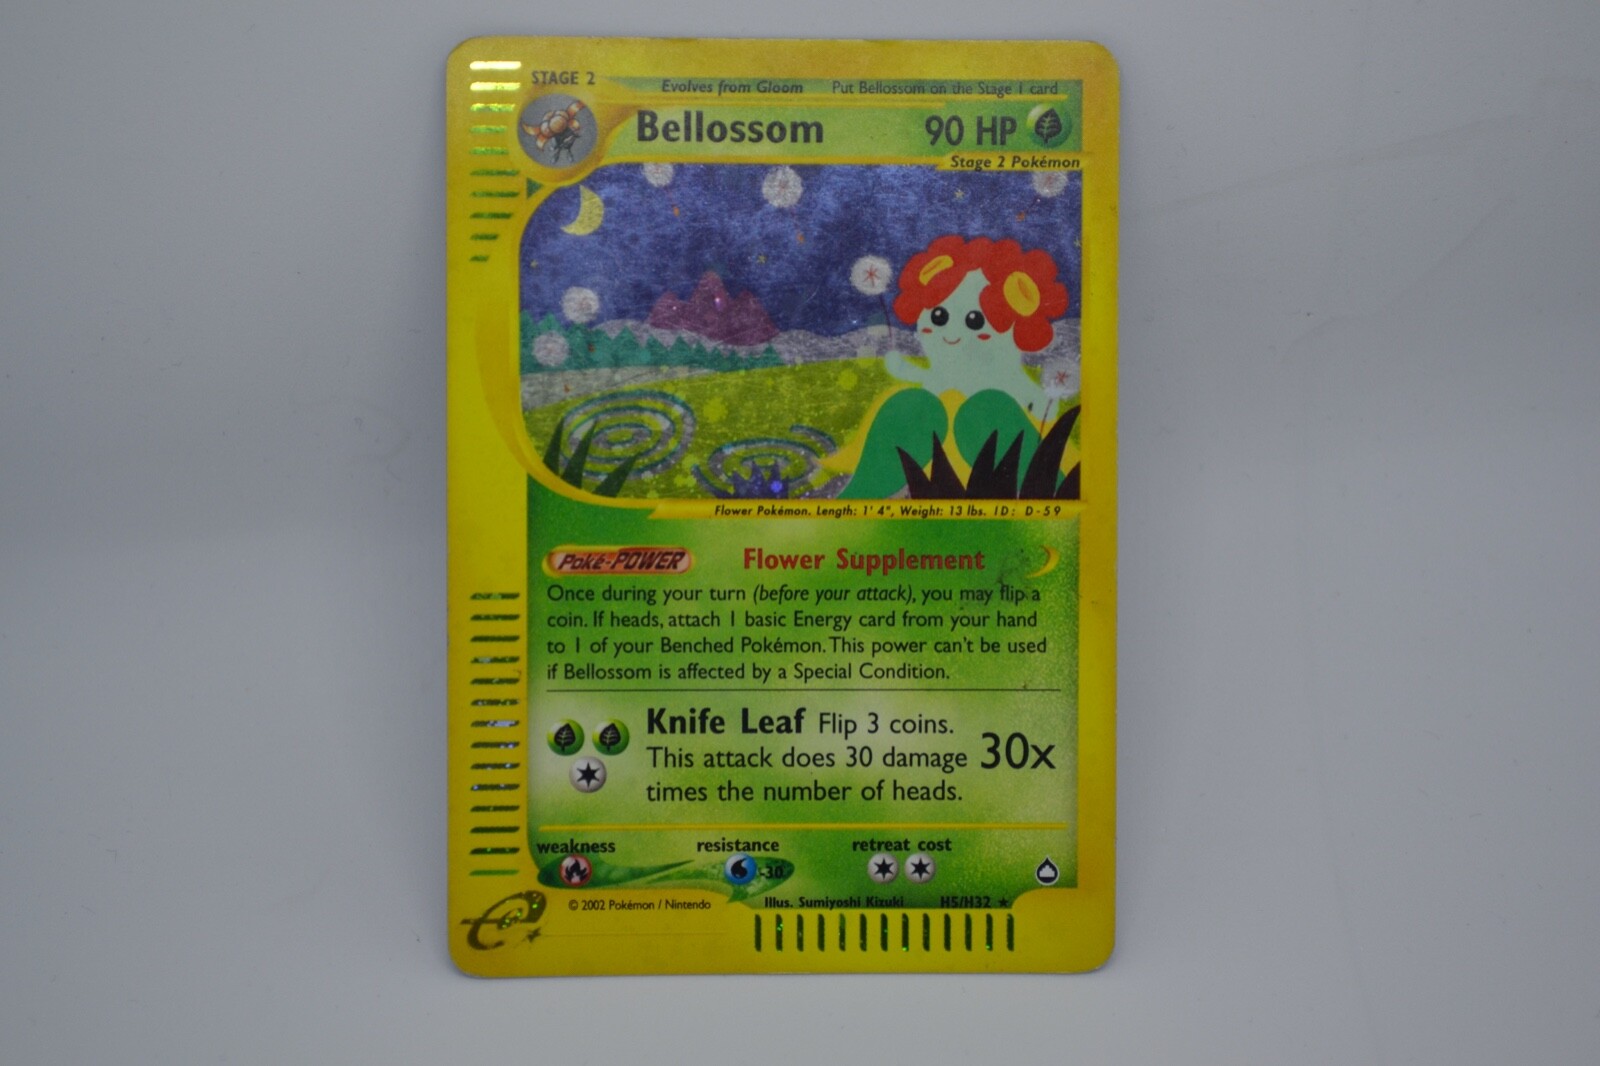 STAGE 2
Evolves from Gloom Put Bellossom on the Stage 1 card
Bellossom 90 HP
Stage 2 Pokémon
Flower Pokémon. Length: 1' 4", Weight: 13 lbs. ID: D-59
Poké-POWER Flower Supplement
Once during your turn (before your attack), you may flip a
coin. If heads, attach 1 basic Energy card from your hand
to 1 of your Benched Pokémon. This power can't be used
if Bellossom is affected by a Special Condition.
Knife Leaf Flip 3 coins.
This attack does 30 damage 30x
times the number of heads.
weakness resistance retreat cost
-30
e
© 2002 Pokémon / Nintendo Illus. Sumiyoshi Kizuki H5/H32 ★